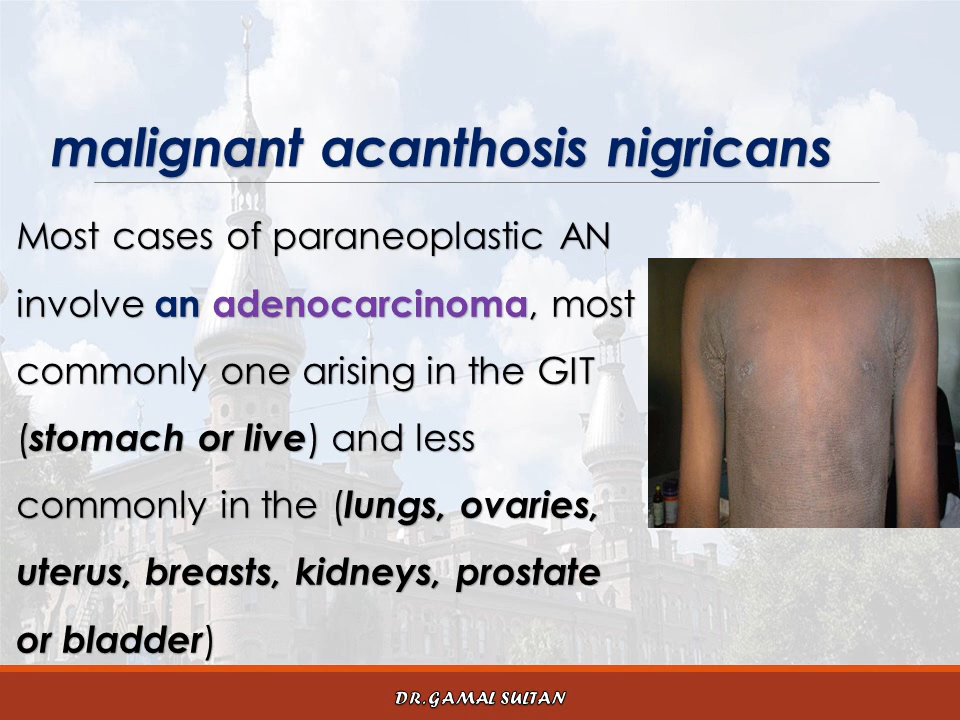 malignant acanthosis nigricans
Most cases of paraneoplastic AN
involve an adenocarcinoma, most
commonly one arising in the GIT
(stomach or live) and less
commonly in the (lungs, ovaries,
uterus, breasts, kidneys, prostate
or bladder)
DR.GAMAL SULTAN